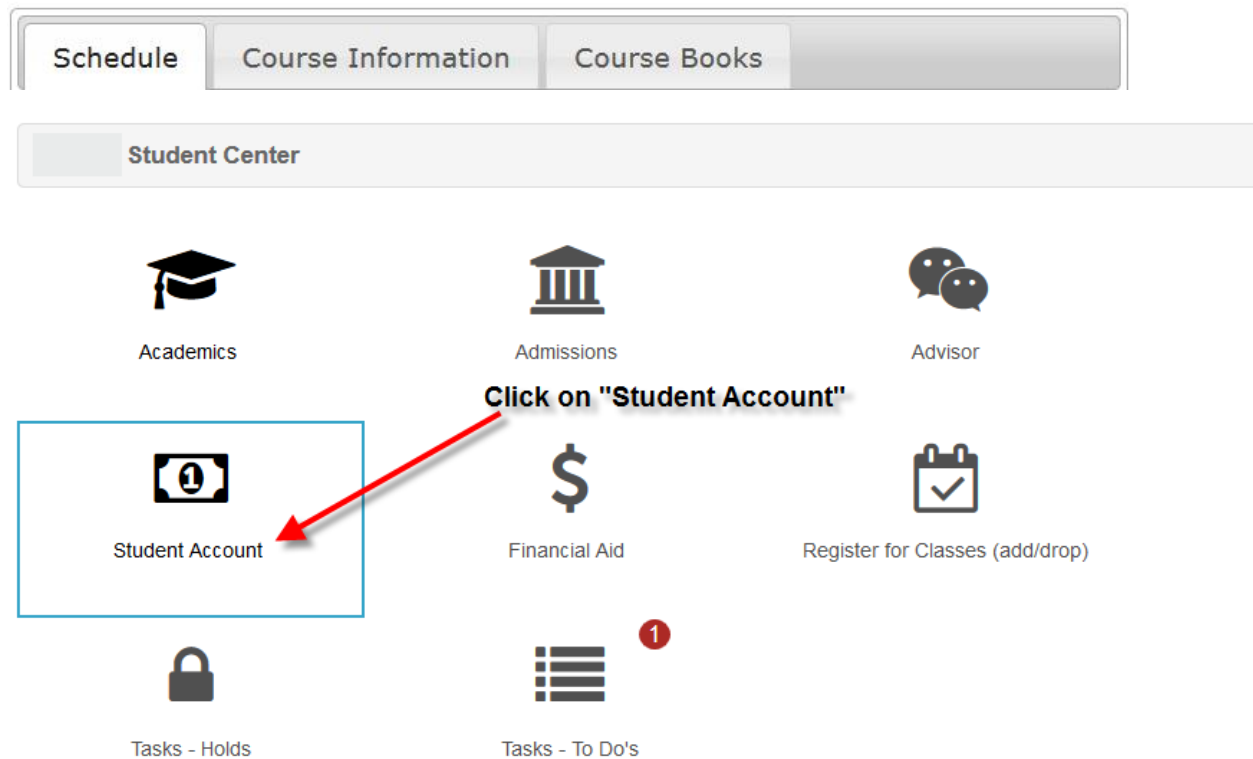 Schedule Course Information Course Books
Student Center
Academics Admissions Advisor
Click on "Student Account"
1
Student Account Financial Aid Register for Classes (add/drop)
1
Tasks - Holds Tasks - To Do's